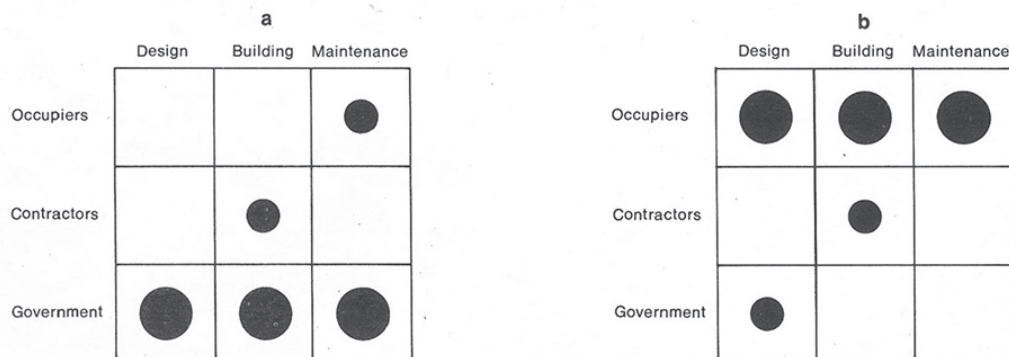 a
Design Building Maintenance
Occupiers
Contractors
Government
b
Design Building Maintenance
Occupiers
Contractors
Government